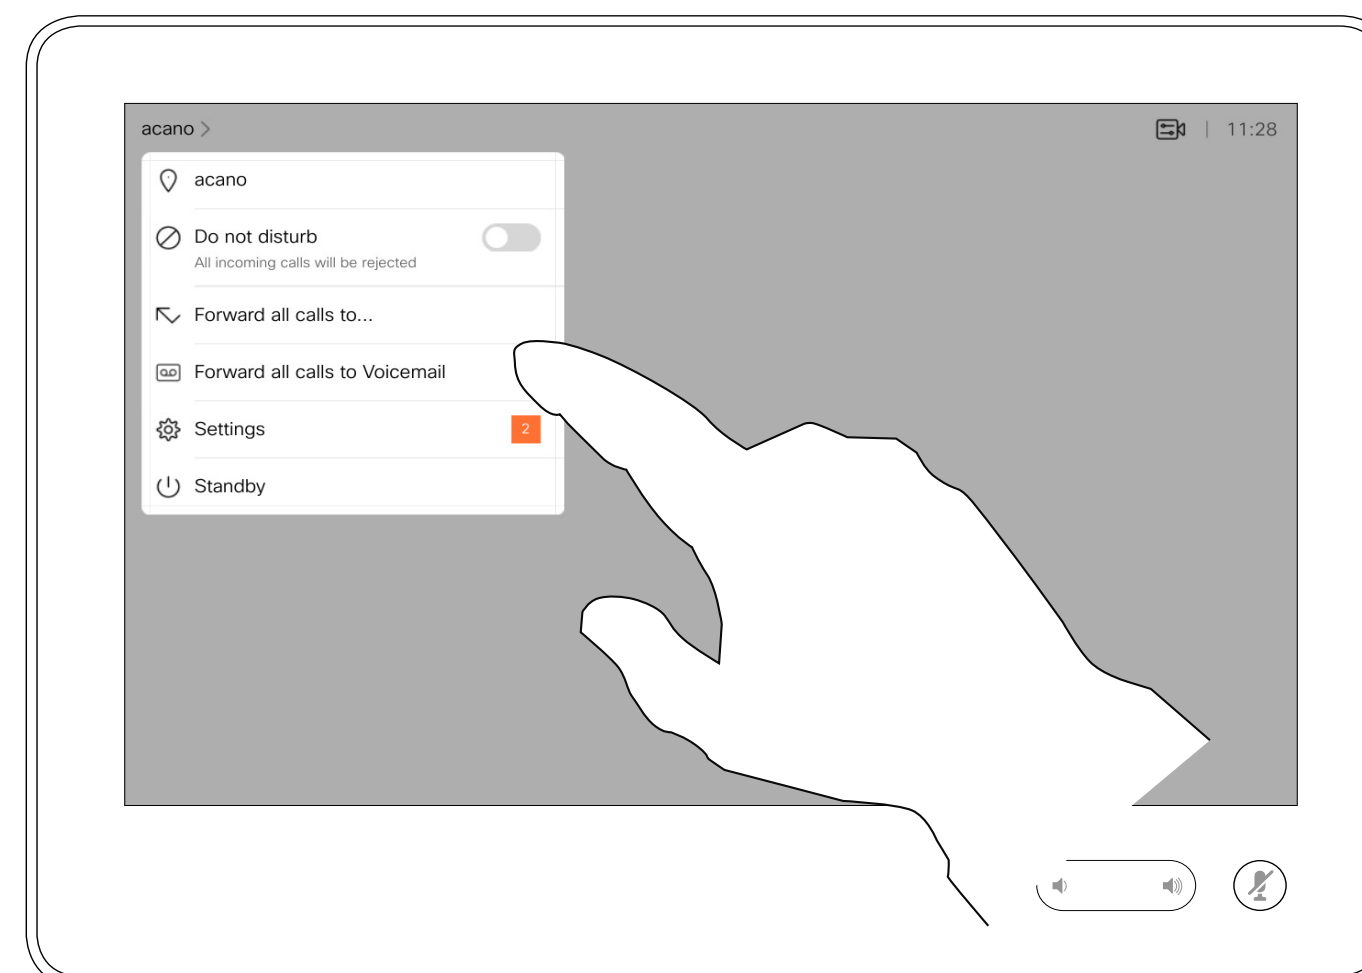 acano >
11:28
acano
Do not disturb
All incoming calls will be rejected
Forward all calls to...
Forward all calls to Voicemail
Settings
2
Standby